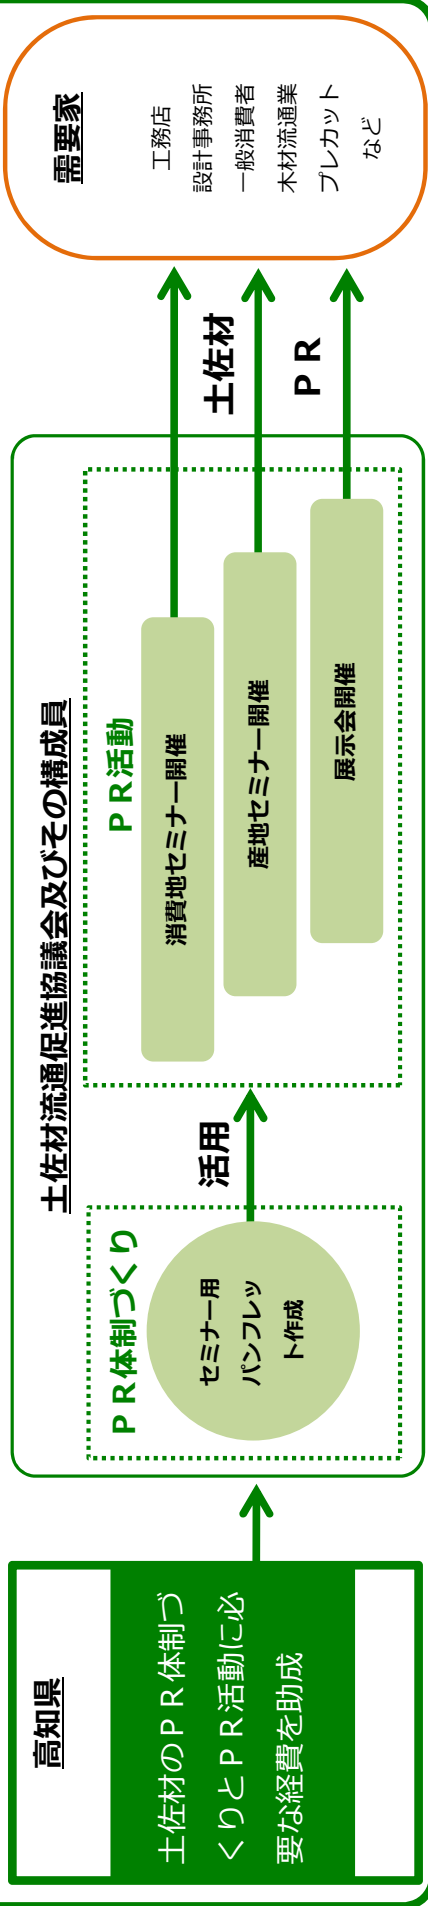 高知県
土佐材のＰＲ体制づ
くりとＰＲ活動に必
要な経費を助成
土佐材流通促進協議会及びその構成員
ＰＲ体制づくり
セミナー用
パンフレッ
ト作成
活用
ＰＲ活動
消費地セミナー開催
産地セミナー開催
展示会開催
土佐材
ＰＲ
需要家
工務店
設計事務所
一般消費者
木材流通業
プレカット
など